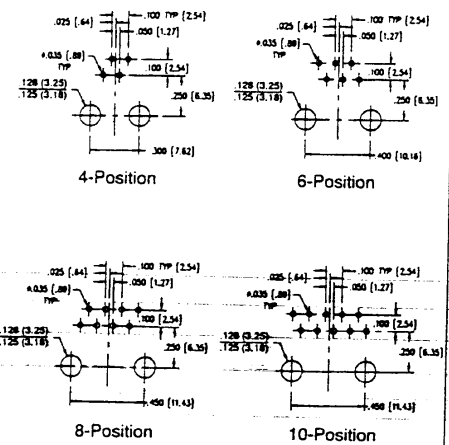 .100 TYP [2.54]
.025 [.64]
.050 [1.27]
ø.035 [.89]
TYP
.100 [2.54]
.128 (3.25)
.125 (3.18)
.250 [6.35]
.300 [7.62]
4-Position
.100 TYP [2.54]
.025 [.64]
.050 [1.27]
ø.035 [.89]
TYP
.100 [2.54]
.128 (3.25)
.125 (3.18)
.250 [6.35]
.400 [10.16]
6-Position
.100 TYP [2.54]
.025 [.64]
.050 [1.27]
ø.035 [.89]
TYP
.100 [2.54]
.128 (3.25)
.125 (3.18)
.250 [6.35]
.450 [11.43]
8-Position
.100 TYP [2.54]
.025 [.64]
.050 [1.27]
ø.035 [.89]
TYP
.100 [2.54]
.128 (3.25)
.125 (3.18)
.250 [6.35]
.450 [11.43]
10-Position